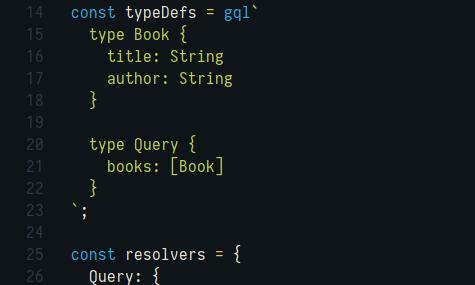 14 const typeDefs = gql`
15   type Book {
16     title: String
17     author: String
18   }
19
20   type Query {
21     books: [Book]
22   }
23 `;
24
25 const resolvers = {
26   Query: {